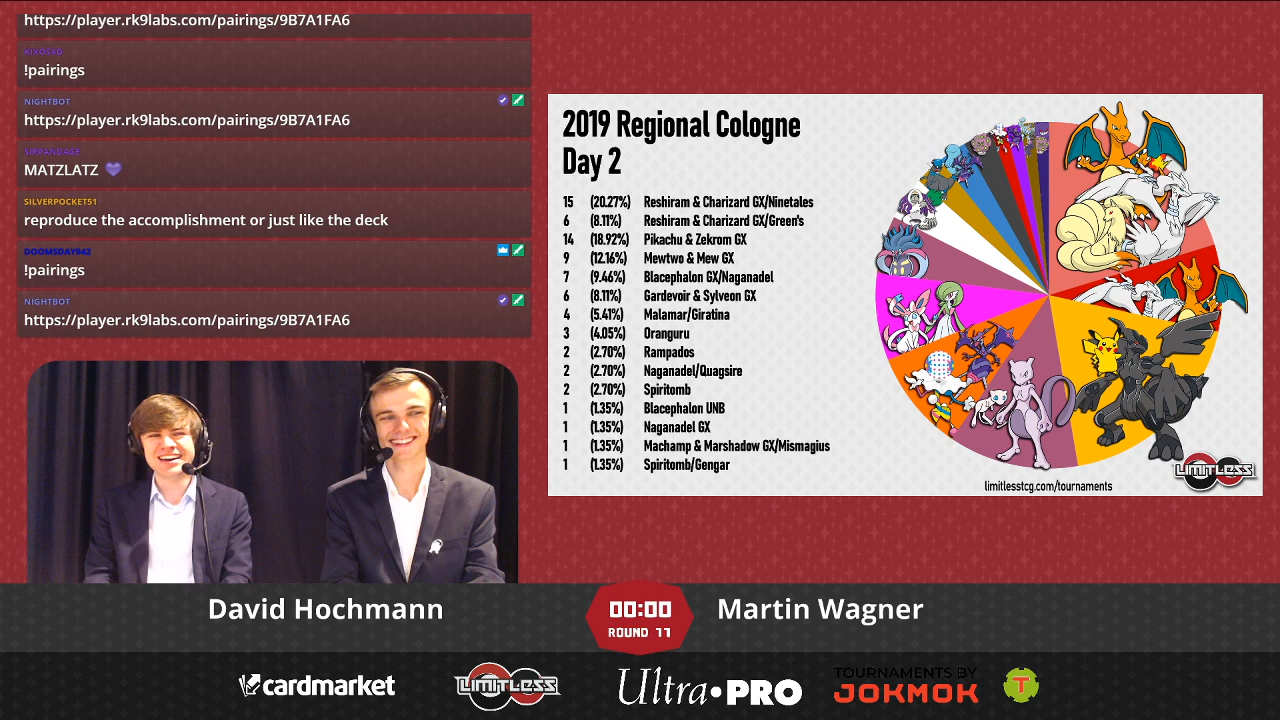 https://player.rk9labs.com/pairings/9B7A1FA6
KIXOSXD
!pairings
NIGHTBOT
https://player.rk9labs.com/pairings/9B7A1FA6
SIRPANDAGE
MATZLATZ 💜
SILVERPOCKET51
reproduce the accomplishment or just like the deck
DOOMSDAY942
!pairings
NIGHTBOT
https://player.rk9labs.com/pairings/9B7A1FA6
2019 Regional Cologne
Day 2
15 (20.27%) Reshiram & Charizard GX/Ninetales
6 (8.11%) Reshiram & Charizard GX/Green's
14 (18.92%) Pikachu & Zekrom GX
9 (12.16%) Mewtwo & Mew GX
7 (9.46%) Blacephalon GX/Naganadel
6 (8.11%) Gardevoir & Sylveon GX
4 (5.41%) Malamar/Giratina
3 (4.05%) Oranguru
2 (2.70%) Rampados
2 (2.70%) Naganadel/Quagsire
2 (2.70%) Spiritomb
1 (1.35%) Blacephalon UNB
1 (1.35%) Naganadel GX
1 (1.35%) Machamp & Marshadow GX/Mismagius
1 (1.35%) Spiritomb/Gengar
LIMITLESS
limitlesstcg.com/tournaments
David Hochmann
00:00
ROUND 11
Martin Wagner
cardmarket
LIMITLESS
Ultra•PRO
TOURNAMENTS BY
JOKMOK
T